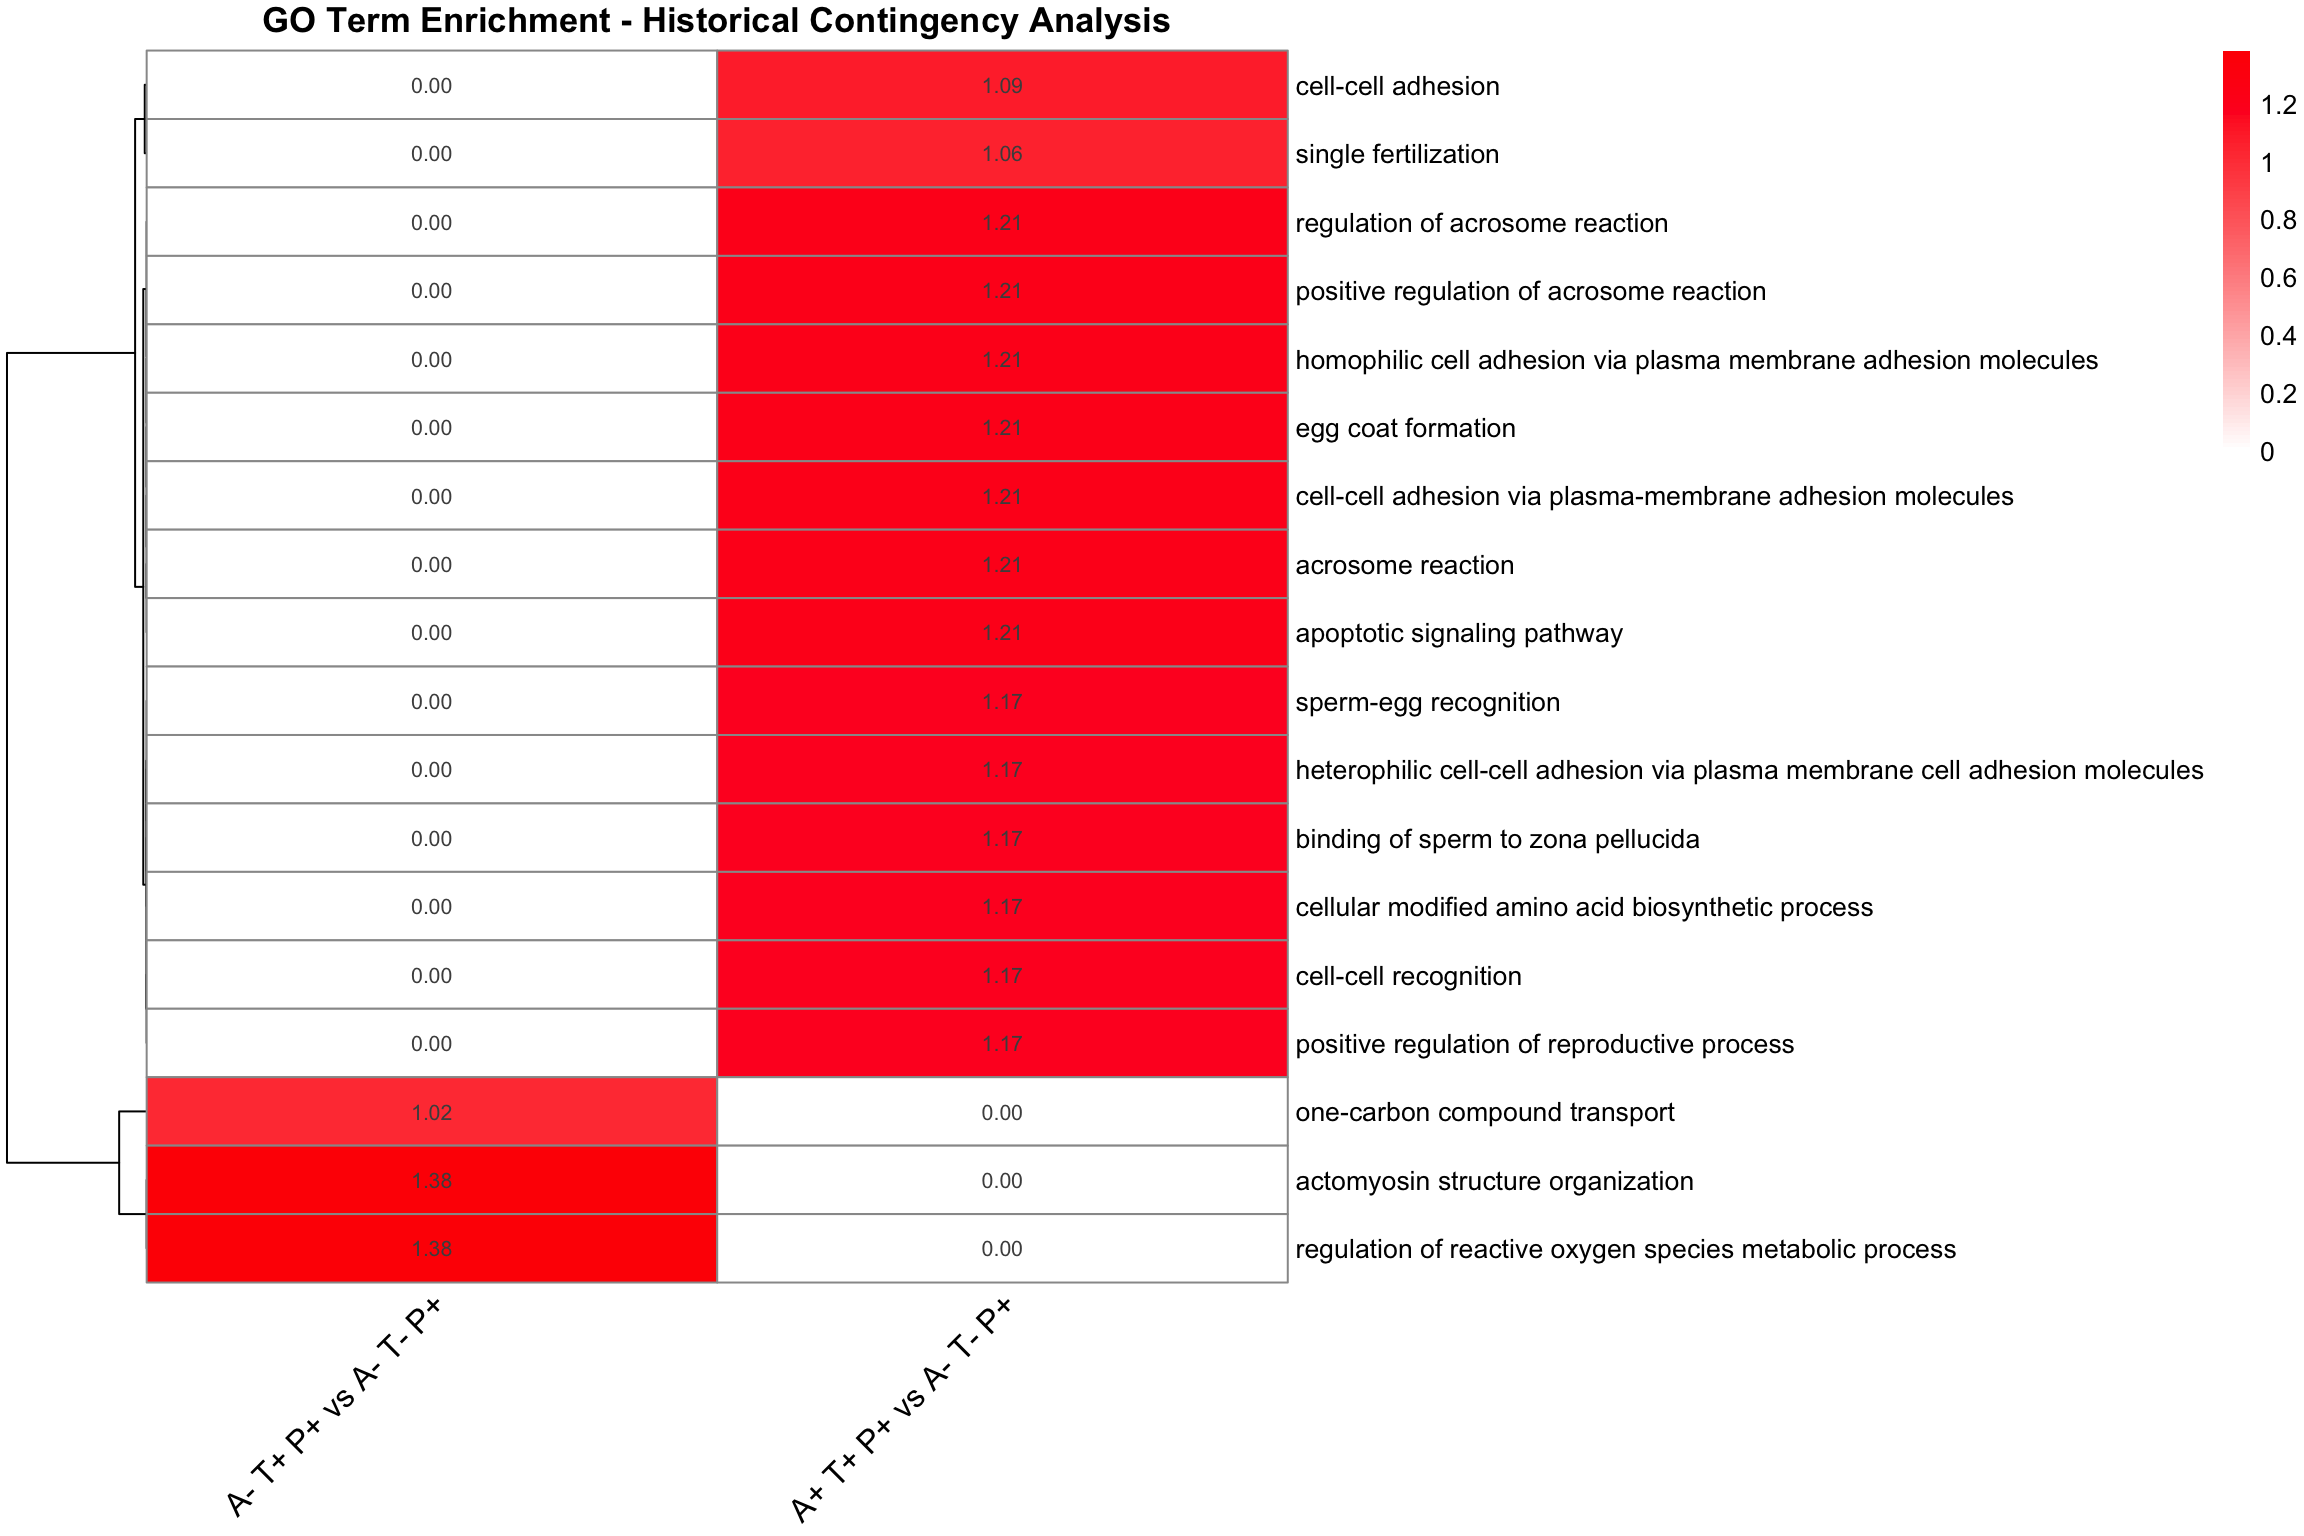 GO Term Enrichment - Historical Contingency Analysis
0.00 1.09 cell-cell adhesion
0.00 1.06 single fertilization
0.00 1.21 regulation of acrosome reaction
0.00 1.21 positive regulation of acrosome reaction
0.00 1.21 homophilic cell adhesion via plasma membrane adhesion molecules
0.00 1.21 egg coat formation
0.00 1.21 cell-cell adhesion via plasma-membrane adhesion molecules
0.00 1.21 acrosome reaction
0.00 1.21 apoptotic signaling pathway
0.00 1.17 sperm-egg recognition
0.00 1.17 heterophilic cell-cell adhesion via plasma membrane cell adhesion molecules
0.00 1.17 binding of sperm to zona pellucida
0.00 1.17 cellular modified amino acid biosynthetic process
0.00 1.17 cell-cell recognition
0.00 1.17 positive regulation of reproductive process
1.02 0.00 one-carbon compound transport
1.38 0.00 actomyosin structure organization
1.38 0.00 regulation of reactive oxygen species metabolic process
A- T+ P+ vs A- T- P+
A+ T+ P+ vs A- T- P+
1.2
1
0.8
0.6
0.4
0.2
0